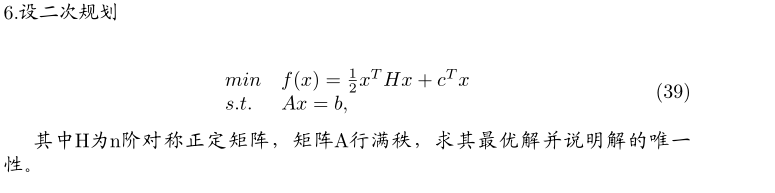 6.设二次规划
min f(x) = ½xᵀHx + cᵀx
s.t. Ax = b, (39)
其中H为n阶对称正定矩阵，矩阵A行满秩，求其最优解并说明解的唯一
性。